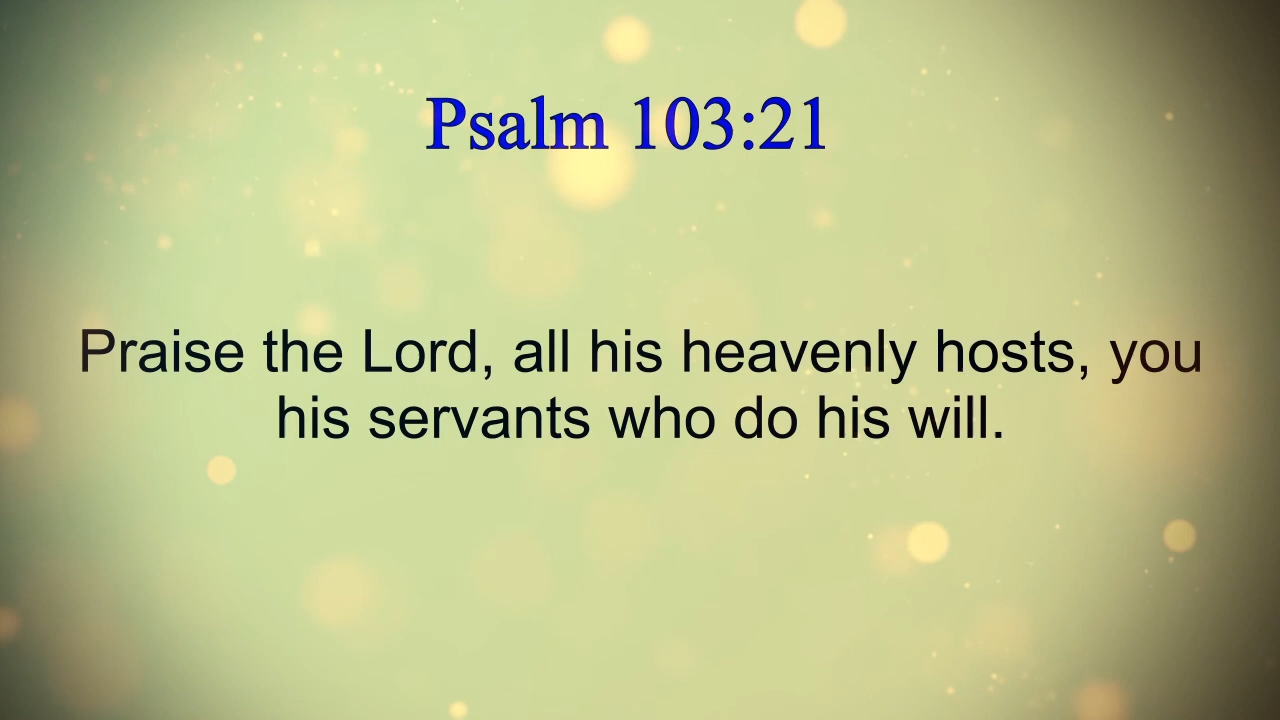 Psalm 103:21
Praise the Lord, all his heavenly hosts, you
his servants who do his will.